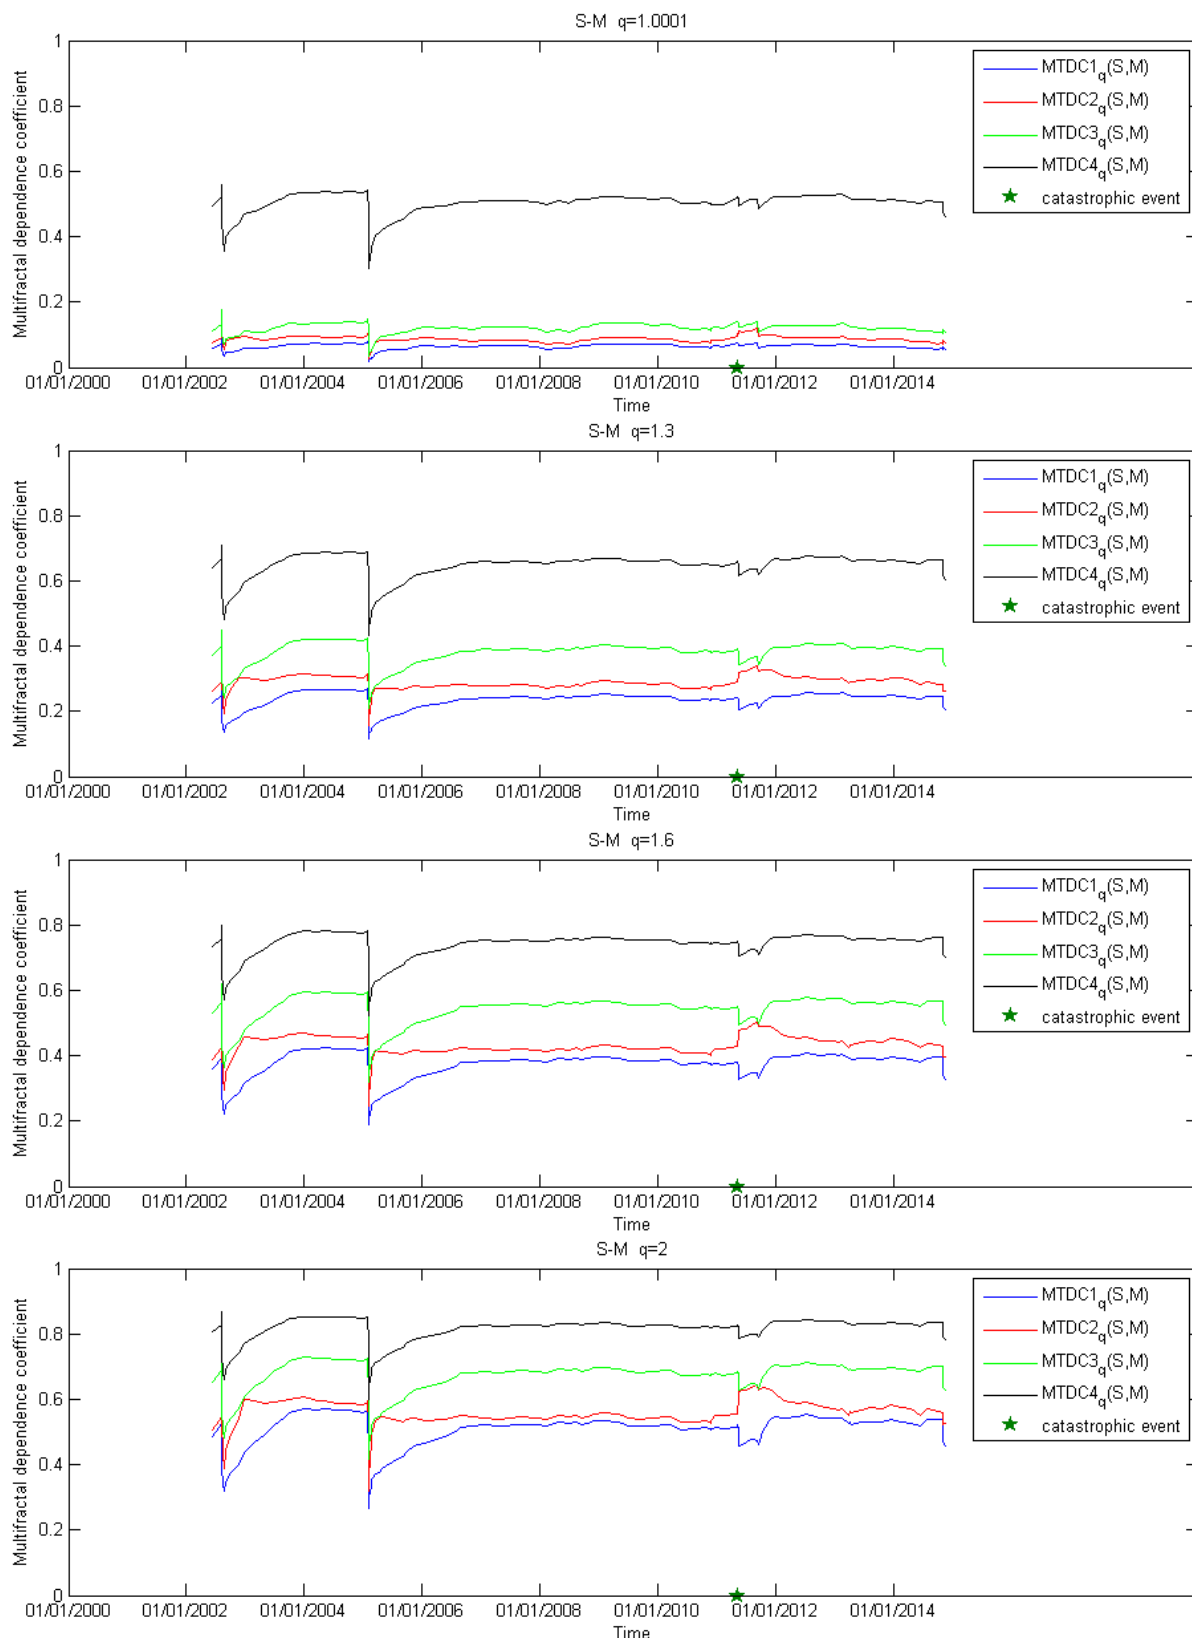 S-M q=1.0001
Multifractal dependence coefficient
1
0.8
0.6
0.4
0.2
0
01/01/2000 01/01/2002 01/01/2004 01/01/2006 01/01/2008 01/01/2010 01/01/2012 01/01/2014
Time
MTDC1q(S,M)
MTDC2q(S,M)
MTDC3q(S,M)
MTDC4q(S,M)
catastrophic event
S-M q=1.3
Multifractal dependence coefficient
1
0.8
0.6
0.4
0.2
0
01/01/2000 01/01/2002 01/01/2004 01/01/2006 01/01/2008 01/01/2010 01/01/2012 01/01/2014
Time
MTDC1q(S,M)
MTDC2q(S,M)
MTDC3q(S,M)
MTDC4q(S,M)
catastrophic event
S-M q=1.6
Multifractal dependence coefficient
1
0.8
0.6
0.4
0.2
0
01/01/2000 01/01/2002 01/01/2004 01/01/2006 01/01/2008 01/01/2010 01/01/2012 01/01/2014
Time
MTDC1q(S,M)
MTDC2q(S,M)
MTDC3q(S,M)
MTDC4q(S,M)
catastrophic event
S-M q=2
Multifractal dependence coefficient
1
0.8
0.6
0.4
0.2
0
01/01/2000 01/01/2002 01/01/2004 01/01/2006 01/01/2008 01/01/2010 01/01/2012 01/01/2014
Time
MTDC1q(S,M)
MTDC2q(S,M)
MTDC3q(S,M)
MTDC4q(S,M)
catastrophic event